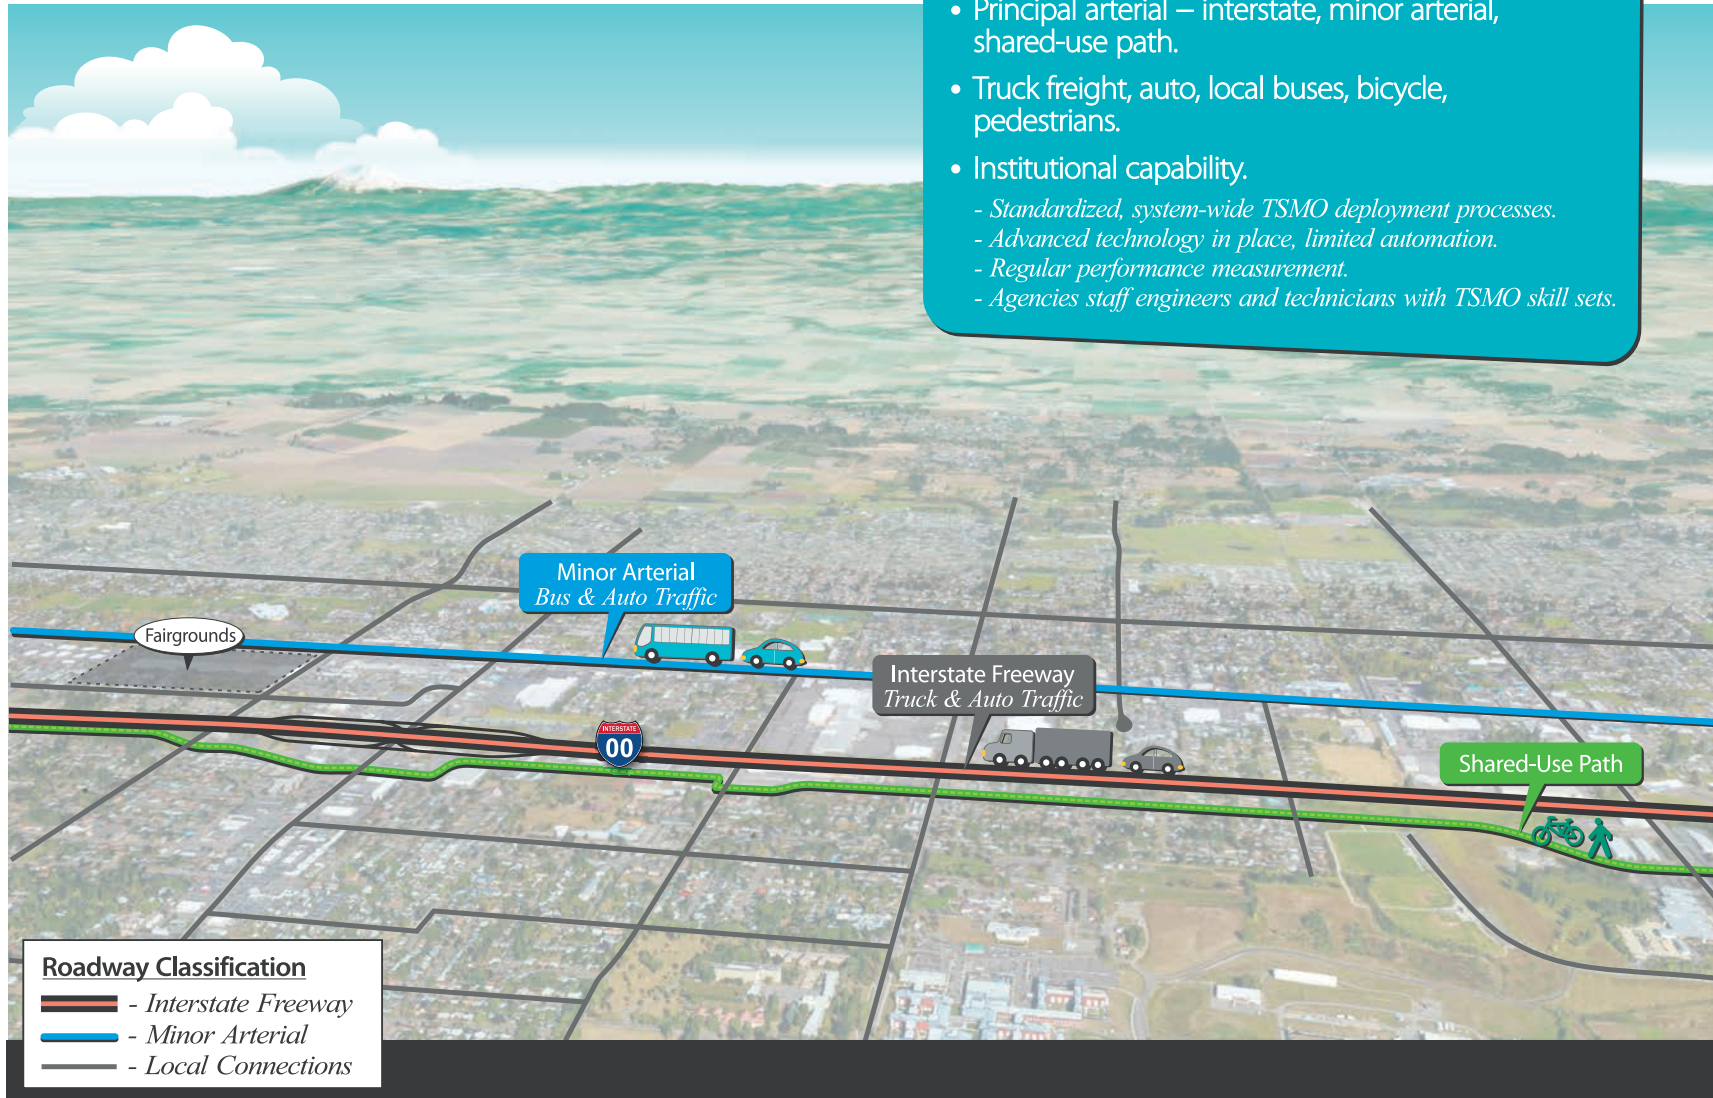 • Principal arterial – interstate, minor arterial,
shared-use path.
• Truck freight, auto, local buses, bicycle,
pedestrians.
• Institutional capability.
- Standardized, system-wide TSMO deployment processes.
- Advanced technology in place, limited automation.
- Regular performance measurement.
- Agencies staff engineers and technicians with TSMO skill sets.
Minor Arterial
Bus & Auto Traffic
Fairgrounds
Interstate Freeway
Truck & Auto Traffic
INTERSTATE
00
Shared-Use Path
Roadway Classification
- Interstate Freeway
- Minor Arterial
- Local Connections